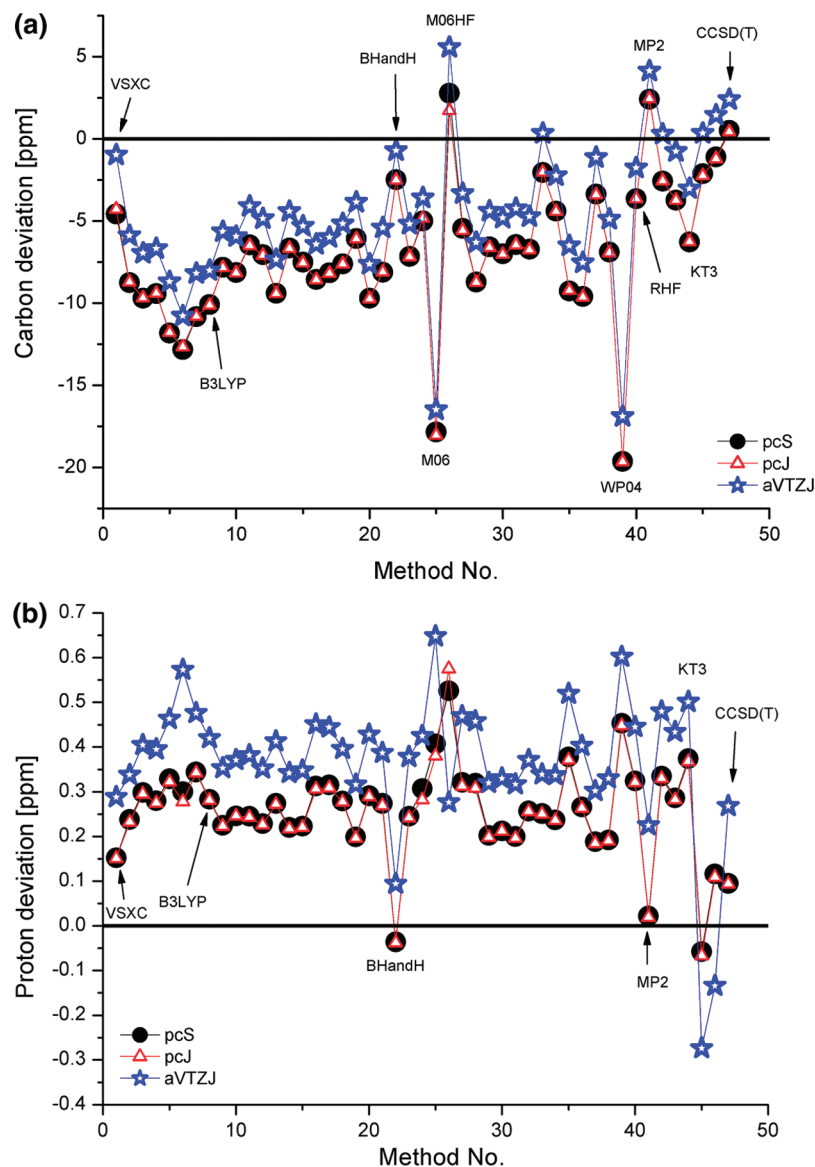 (a)
Carbon deviation [ppm]
5
0
-5
-10
-15
-20
VSXC
B3LYP
BHandH
M06HF
M06
MP2
CCSD(T)
RHF
KT3
WP04
pcS
pcJ
aVTZJ
0 10 20 30 40 50
Method No.
(b)
Proton deviation [ppm]
0.7
0.6
0.5
0.4
0.3
0.2
0.1
0.0
-0.1
-0.2
-0.3
-0.4
KT3
CCSD(T)
VSXC
B3LYP
BHandH
MP2
pcS
pcJ
aVTZJ
0 10 20 30 40 50
Method No.